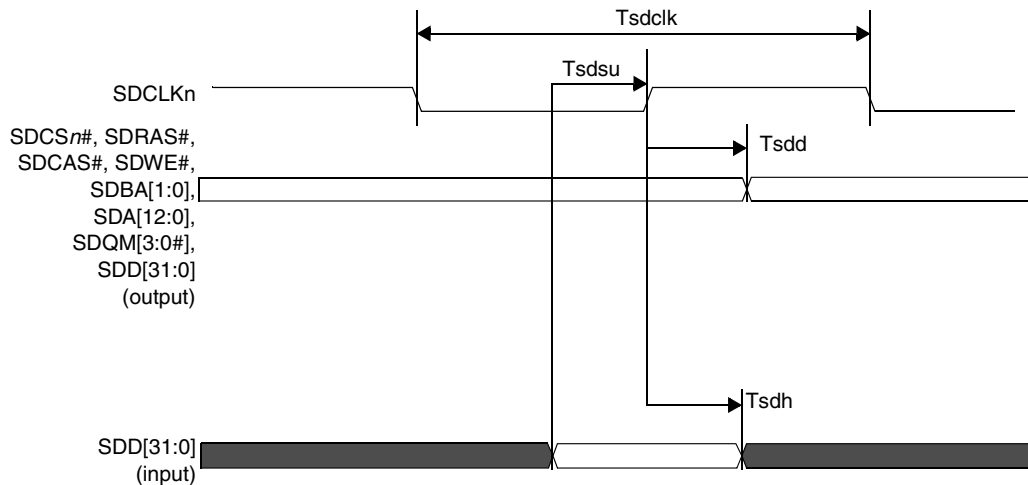 Tsdclk
Tsdsu
SDCLKn
SDCSn#, SDRAS#,
SDCAS#, SDWE#,
SDBA[1:0],
SDA[12:0],
SDQM[3:0#],
SDD[31:0]
(output)
Tsdd
Tsdh
SDD[31:0]
(input)